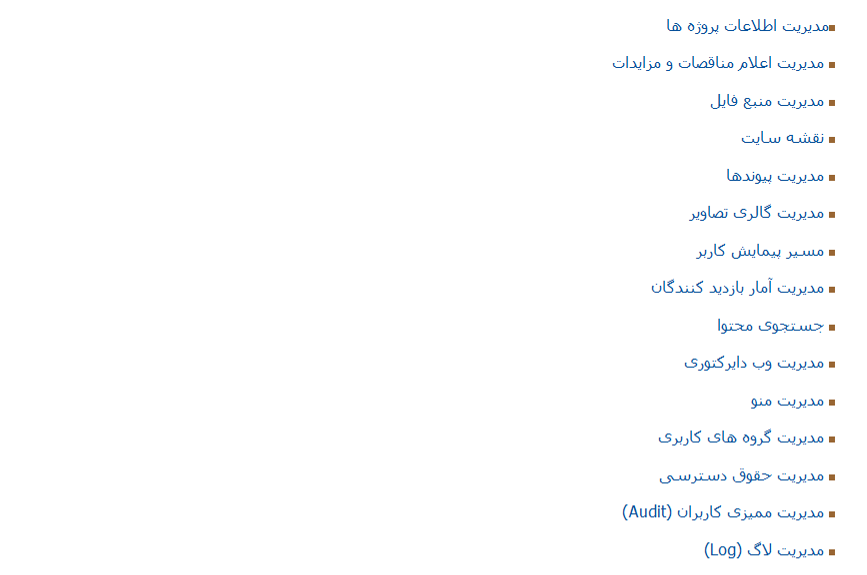 مدیریت اطلاعات پروژه ها
مدیریت اعلام مناقصات و مزایدات
مدیریت منبع فایل
نقشه سایت
مدیریت پیوندها
مدیریت گالری تصاویر
مسیر پیمایش کاربر
مدیریت آمار بازدید کنندگان
جستجوی محتوا
مدیریت وب دایرکتوری
مدیریت منو
مدیریت گروه های کاربری
مدیریت حقوق دسترسی
مدیریت ممیزی کاربران (Audit)
مدیریت لاگ (Log)